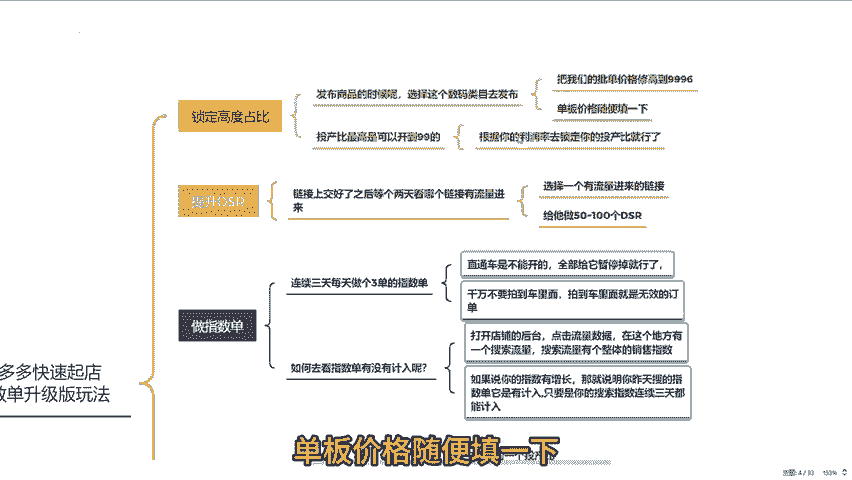 锁定高度占比
发布商品的时候呢，选择这个数码类目去发布
把我们的批单价格修高到9996
单板价格随便填一下
投产比最高是可以开到99的
根据你的利润率去锁定你的投产比就行了
提升DSR
链接上交好了之后等个两天看哪个链接有流量进
来
选择一个有流量进来的链接
给他做50-100个DSR
多多快速起店
数单升级版玩法
做指数单
连续三天每天做个3单的指数单
直通车是不能开的，全部给它暂停掉就行了，
千万不要拍到车里面，拍到车里面就是无效的订
单
如何去看指数单有没有计入呢?
打开店铺的后台，点击流量数据，在这个地方有
一个搜索流量，搜索流量有个整体的销售指数
如果说你的指数有增长，那就说明你昨天搜的指
数单它是有计入,只要是你的搜索指数连续三天都
能计入
单板价格随便填一下
150%